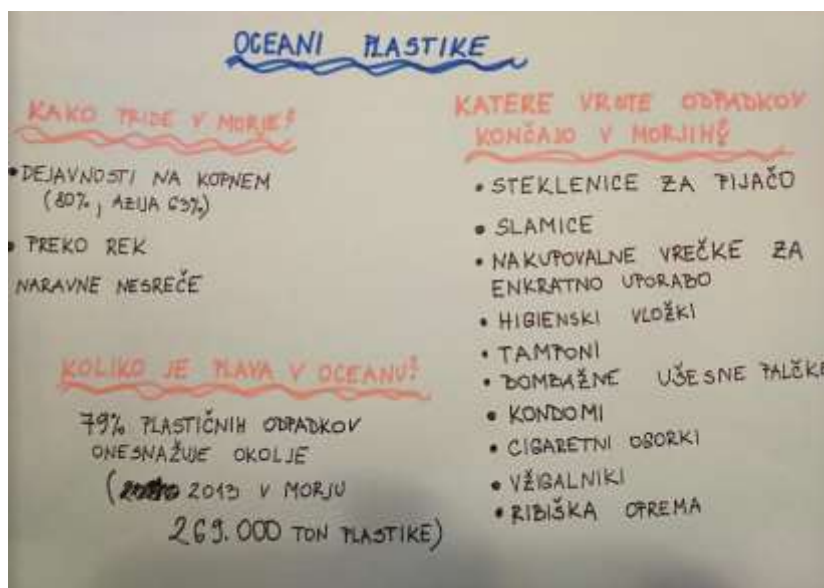 OCEANI PLASTIKE
KAKO PRIDE V MORJE?
• DEJAVNOSTI NA KOPNEM
(80%, AZIJA 63%)
• PREKO REK
NARAVNE NESREČE
KOLIKO JE PLAVA V OCEANU?
79% PLASTIČNIH ODPADKOV
ONESNAŽUJE OKOLJE
( 2013 V MORJU
269.000 TON PLASTIKE)
KATERE VRSTE ODPADKOV
KONČAJO V MORJIH?
• STEKLENICE ZA PIJAČO
• SLAMICE
• NAKUPOVALNE VREČKE ZA
ENKRATNO UPORABO
• HIGIENSKI VLOŽKI
• TAMPONI
• BOMBAŽNE UŠESNE PALČKE
• KONDOMI
• CIGARETNI OGORKI
• VŽIGALNIKI
• RIBIŠKA OPREMA